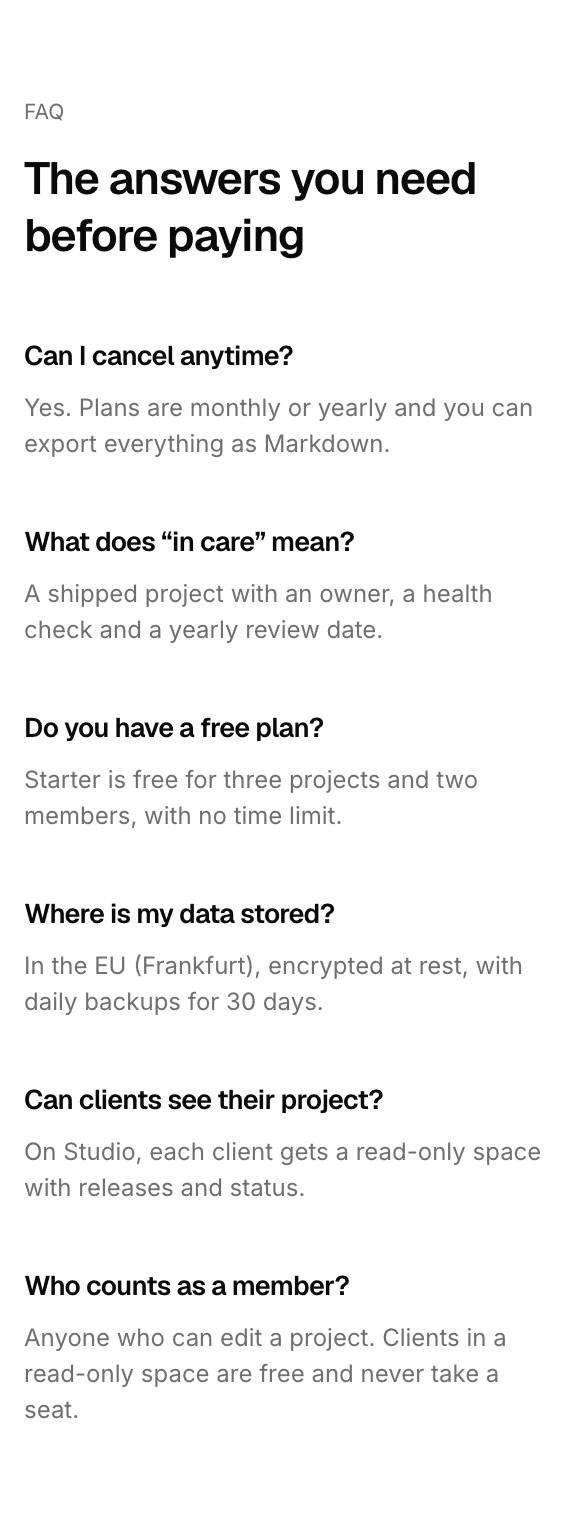 FAQ
The answers you need
before paying
Can I cancel anytime?
Yes. Plans are monthly or yearly and you can
export everything as Markdown.
What does “in care” mean?
A shipped project with an owner, a health
check and a yearly review date.
Do you have a free plan?
Starter is free for three projects and two
members, with no time limit.
Where is my data stored?
In the EU (Frankfurt), encrypted at rest, with
daily backups for 30 days.
Can clients see their project?
On Studio, each client gets a read-only space
with releases and status.
Who counts as a member?
Anyone who can edit a project. Clients in a
read-only space are free and never take a
seat.